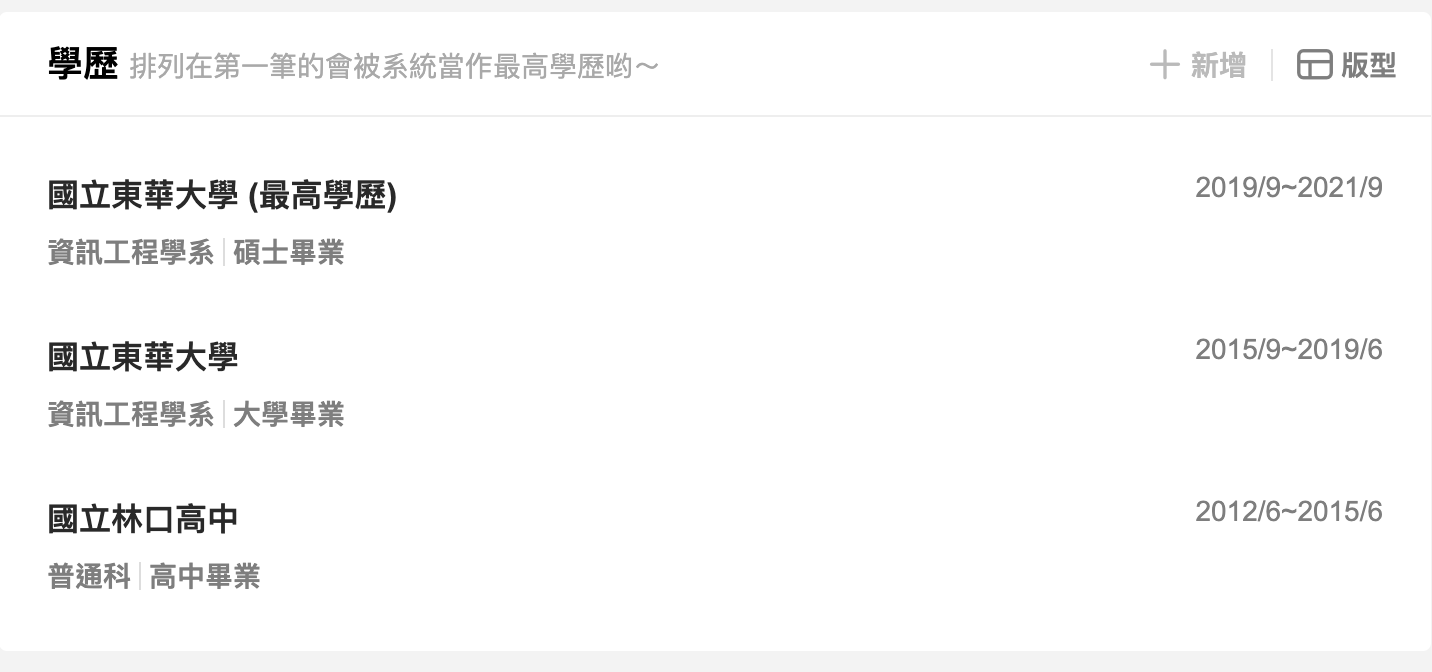 學歷 排列在第一筆的會被系統當作最高學歷喲～ 新增 版型
國立東華大學 (最高學歷) 2019/9~2021/9
資訊工程學系 碩士畢業
國立東華大學 2015/9~2019/6
資訊工程學系 大學畢業
國立林口高中 2012/6~2015/6
普通科 高中畢業